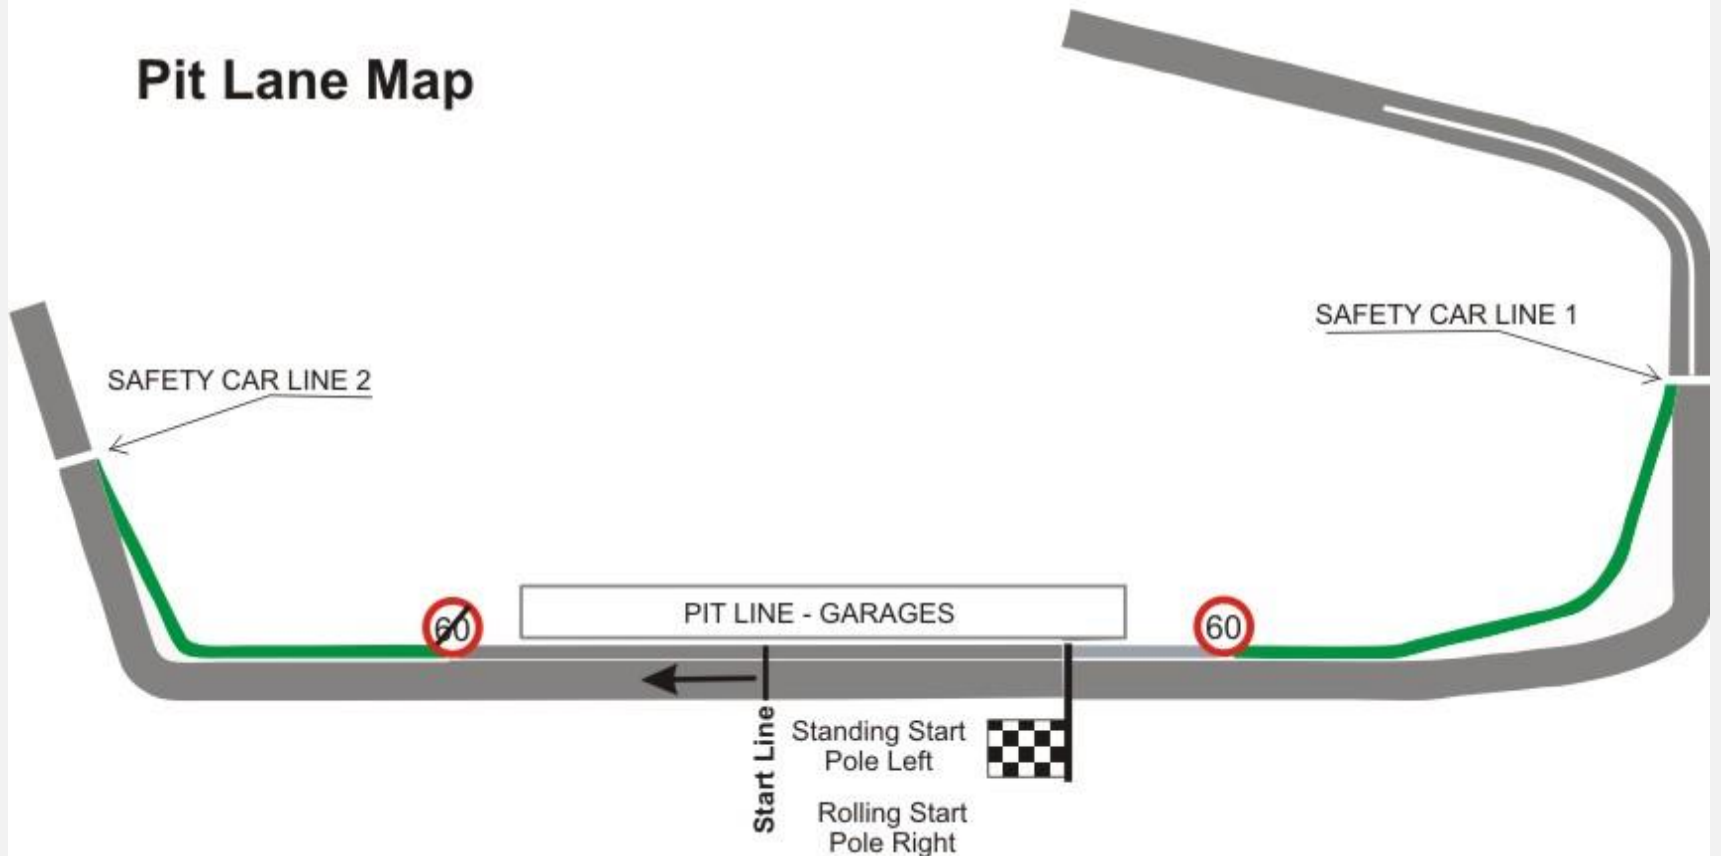 Pit Lane Map
SAFETY CAR LINE 1
SAFETY CAR LINE 2
60
PIT LINE - GARAGES
60
Start Line
Standing Start
Pole Left
Rolling Start
Pole Right